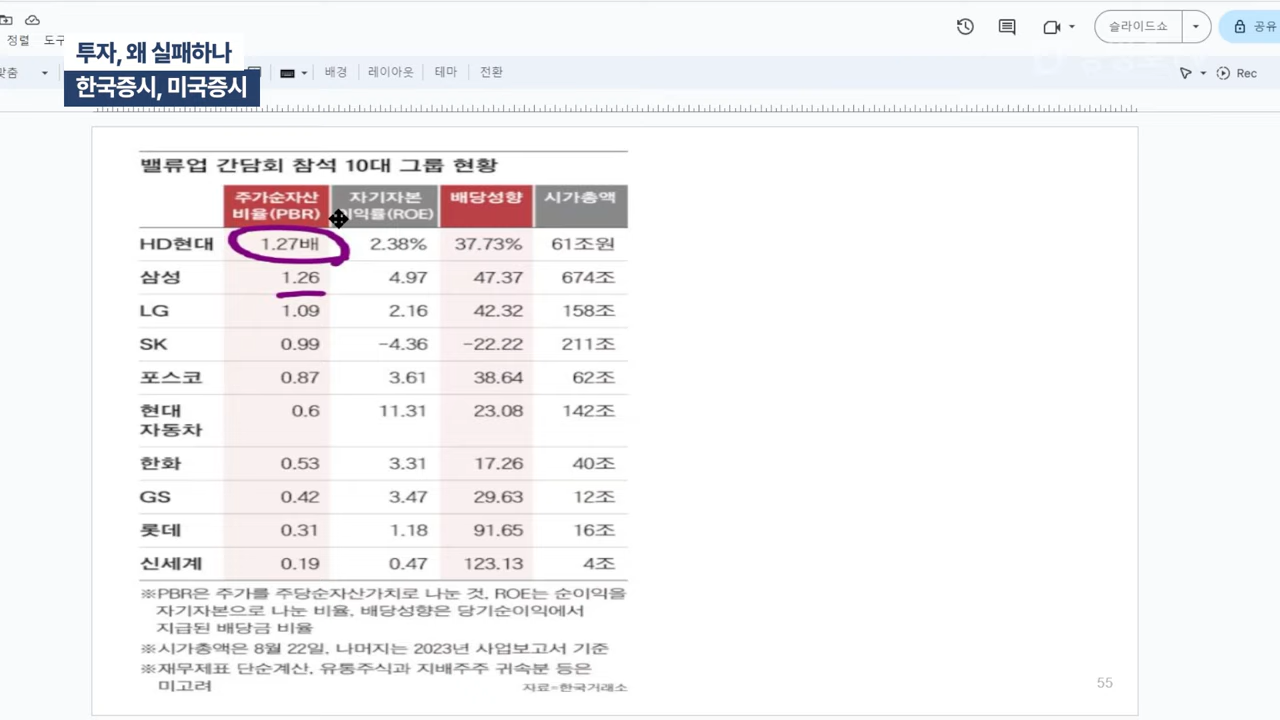 정렬
투자, 왜 실패하나
한국증시, 미국증시
슬라이드쇼
공유
배경
레이아웃
테마
전환
Rec
밸류업 간담회 참석 10대 그룹 현황
주가순자산 비율(PBR) 자기자본 이익률(ROE) 배당성향 시가총액
HD현대 1.27배 2.38% 37.73% 61조원
삼성 1.26 4.97 47.37 674조
LG 1.09 2.16 42.32 158조
SK 0.99 -4.36 -22.22 211조
포스코 0.87 3.61 38.64 62조
현대
자동차 0.6 11.31 23.08 142조
한화 0.53 3.31 17.26 40조
GS 0.42 3.47 29.63 12조
롯데 0.31 1.18 91.65 16조
신세계 0.19 0.47 123.13 4조
※PBR은 주가를 주당순자산가치로 나눈 것, ROE는 순이익을
자기자본으로 나눈 비율, 배당성향은 당기순이익에서
지급된 배당금 비율
※시가총액은 8월 22일, 나머지는 2023년 사업보고서 기준
※재무제표 단순계산, 유통주식과 지배주주 귀속분 등은
미고려
자료=한국거래소
55